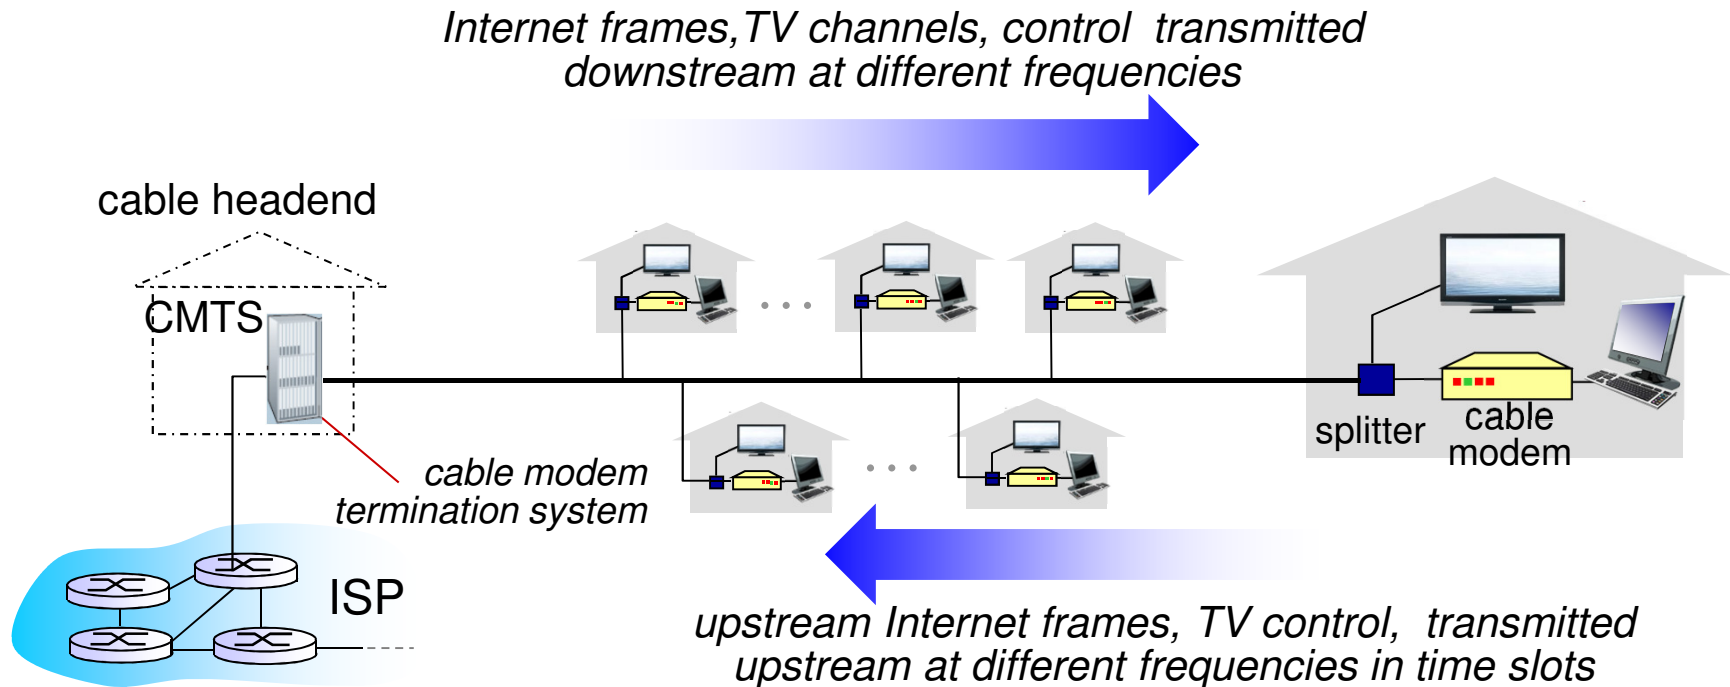 Internet frames,TV channels, control  transmitted
downstream at different frequencies
cable headend
CMTS
splitter
cable
modem
cable modem
termination system
ISP
upstream Internet frames, TV control,  transmitted
upstream at different frequencies in time slots